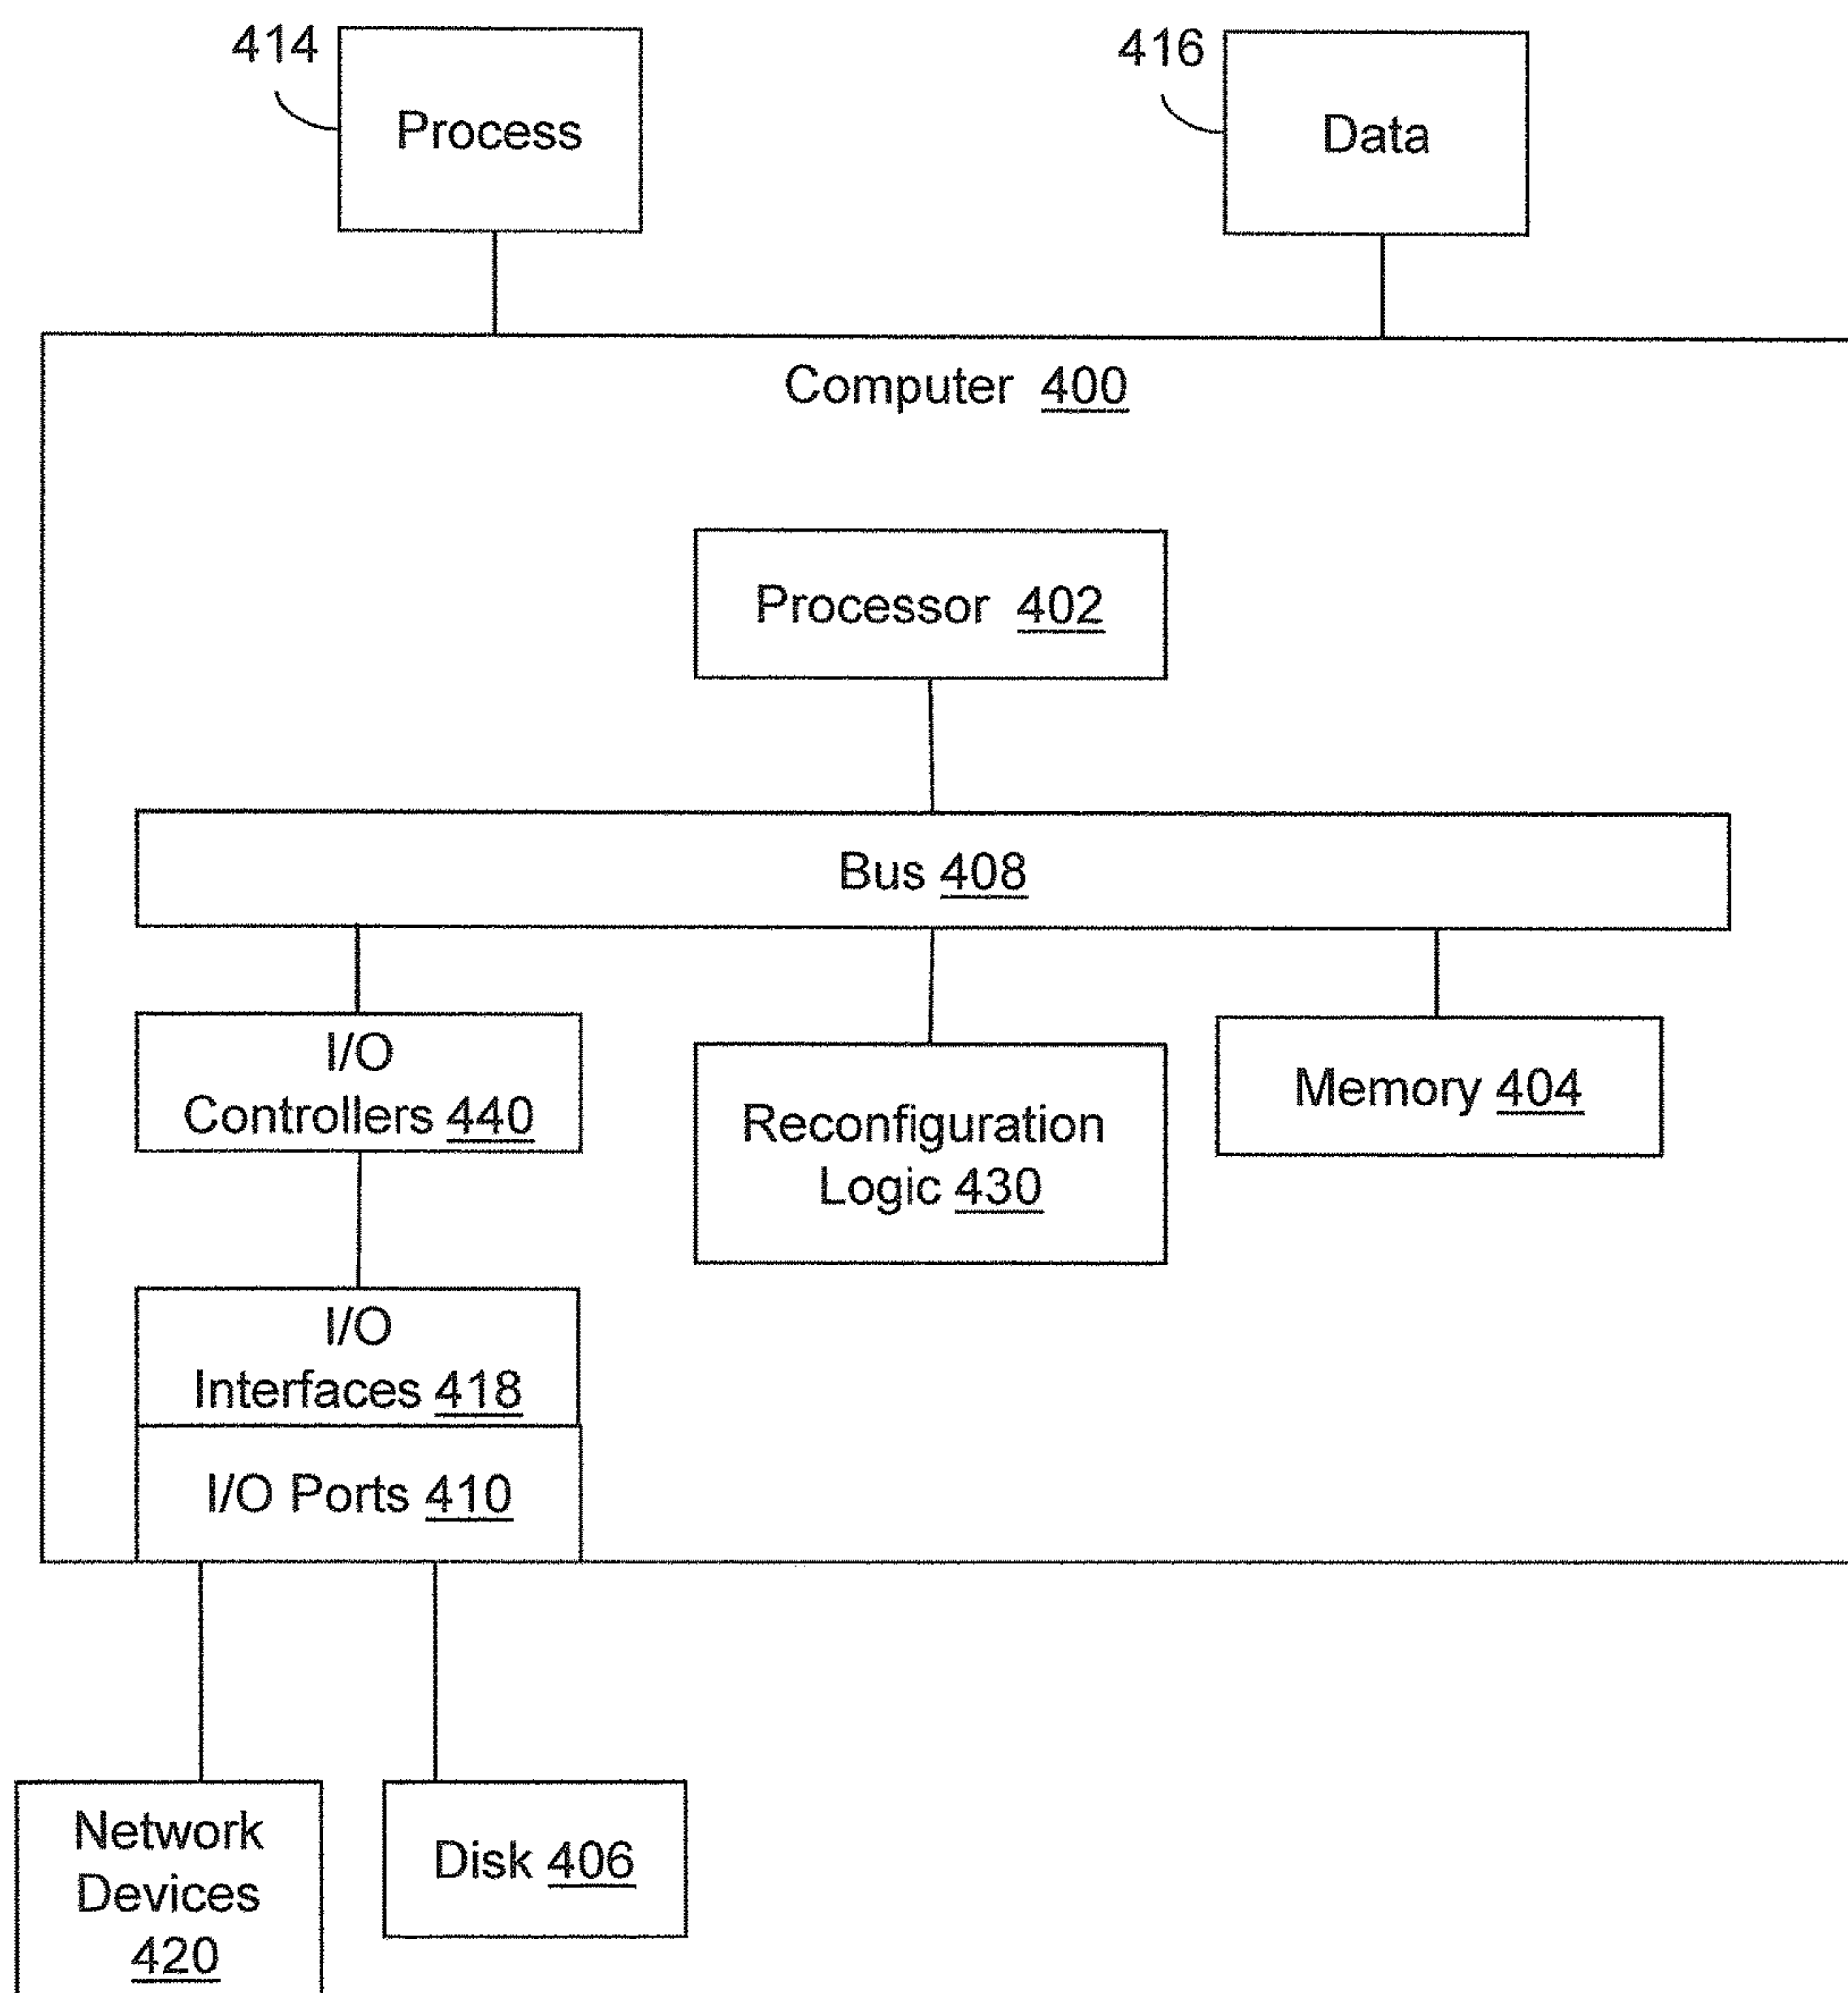 414
Process
416
Data
Computer 400
Processor 402
Bus 408
I/O
Controllers 440
Reconfiguration
Logic 430
Memory 404
I/O
Interfaces 418
I/O Ports 410
Network
Devices
420
Disk 406